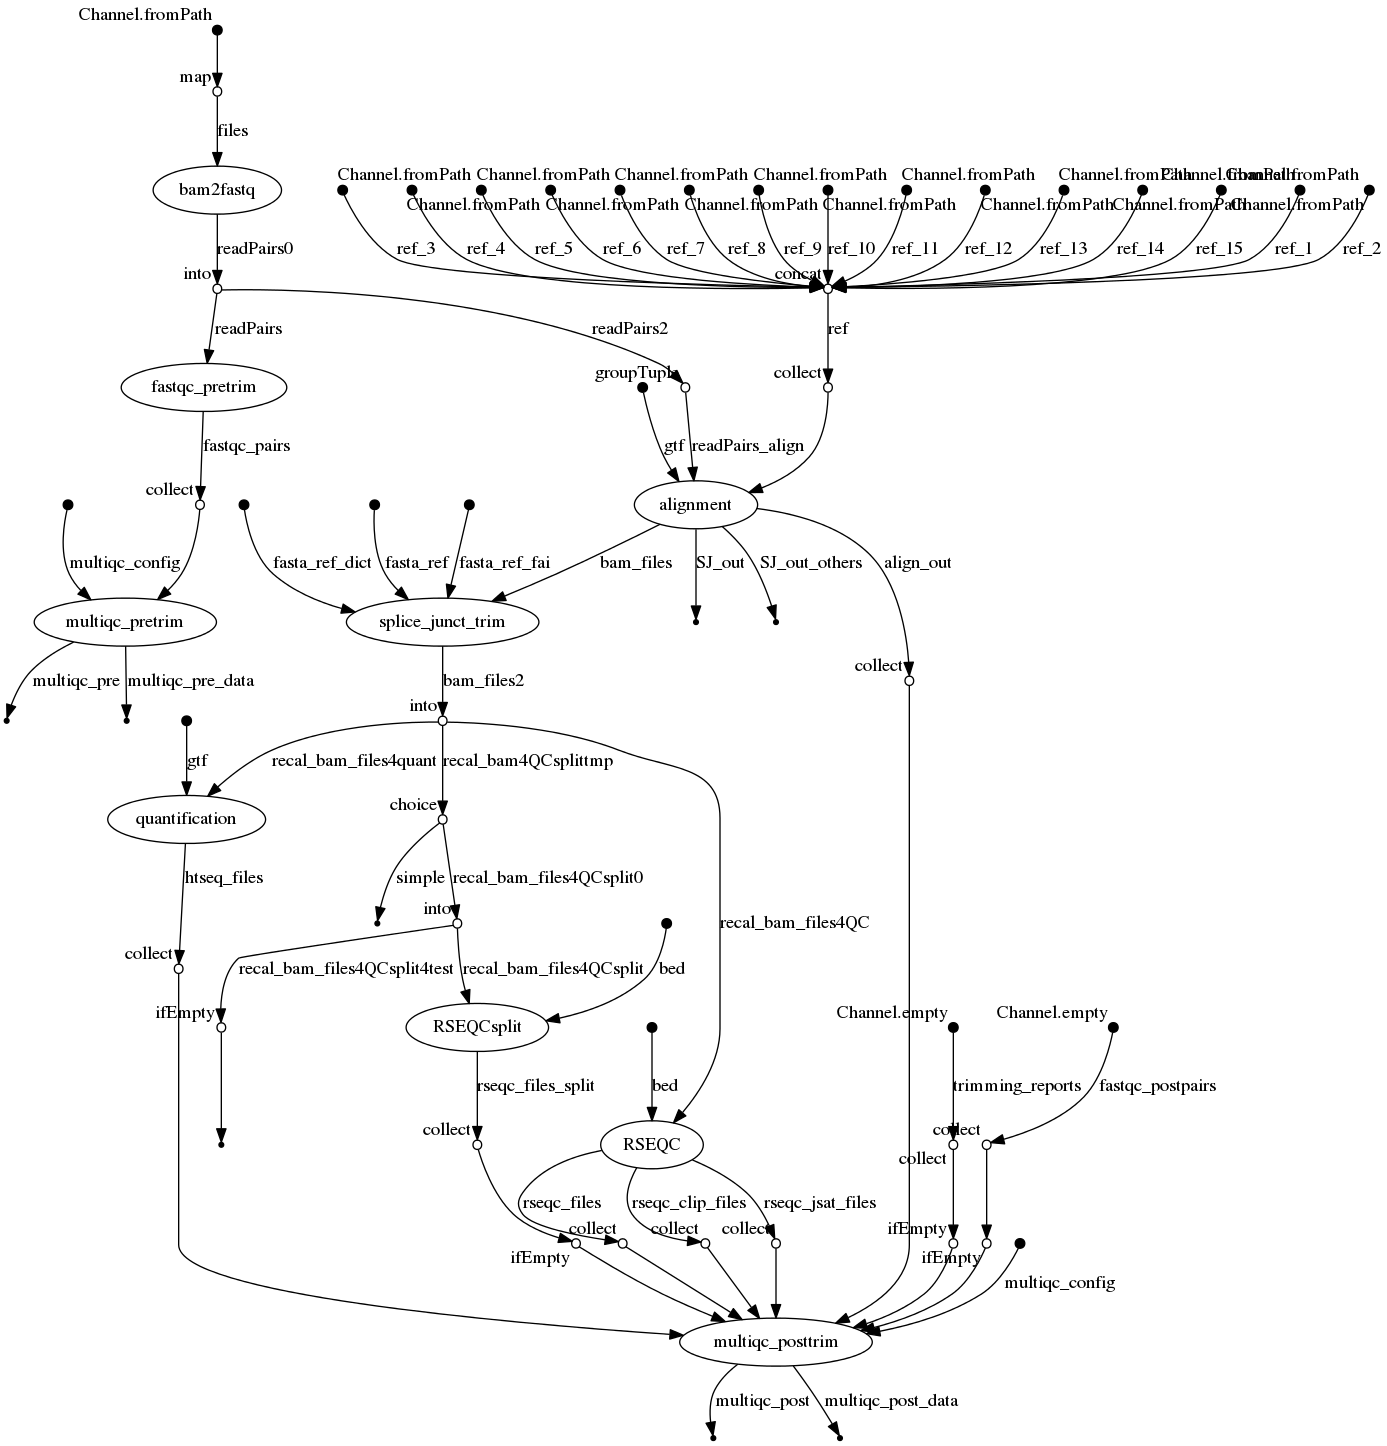 Channel.fromPath
map
files
bam2fastq
Channel.fromPath Channel.fromPath Channel.fromPath Channel.fromPath Channel.fromPath Channel.fromPath Channel.fromPath Channel.fromPath
Channel.fromPath Channel.fromPath Channel.fromPath Channel.fromPath Channel.fromPath Channel.fromPath Channel.fromPath
readPairs0 ref_3 ref_4 ref_5 ref_6 ref_7 ref_8 ref_9 ref_10 ref_11 ref_12 ref_13 ref_14 ref_15 ref_1 ref_2
into concat
readPairs readPairs2 ref
groupTuple collect
fastqc_pretrim
fastqc_pairs gtf readPairs_align
collect
alignment
multiqc_config fasta_ref_dict fasta_ref fasta_ref_fai bam_files SJ_out SJ_out_others align_out
multiqc_pretrim splice_junct_trim
collect
multiqc_pre multiqc_pre_data bam_files2
into
gtf recal_bam_files4quant recal_bam4QCsplittmp
choice
quantification
htseq_files simple recal_bam_files4QCsplit0
into
recal_bam_files4QC
collect
recal_bam_files4QCsplit4test recal_bam_files4QCsplit bed
ifEmpty Channel.empty Channel.empty
RSEQCsplit
rseqc_files_split bed trimming_reports fastqc_postpairs
collect collect
RSEQC
collect
rseqc_files rseqc_clip_files rseqc_jsat_files
collect collect collect ifEmpty
ifEmpty ifEmpty
multiqc_config
multiqc_posttrim
multiqc_post multiqc_post_data